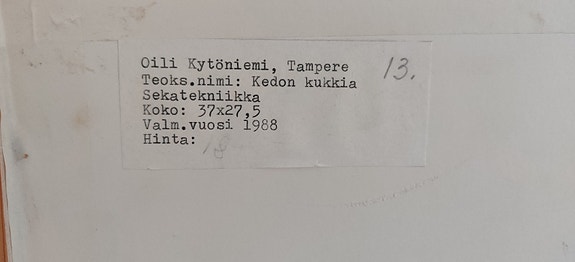 Oili Kytöniemi, Tampere 13.
Teoks.nimi: Kedon kukkia
Sekatekniikka
Koko: 37x27,5
Valm.vuosi 1988
Hinta: